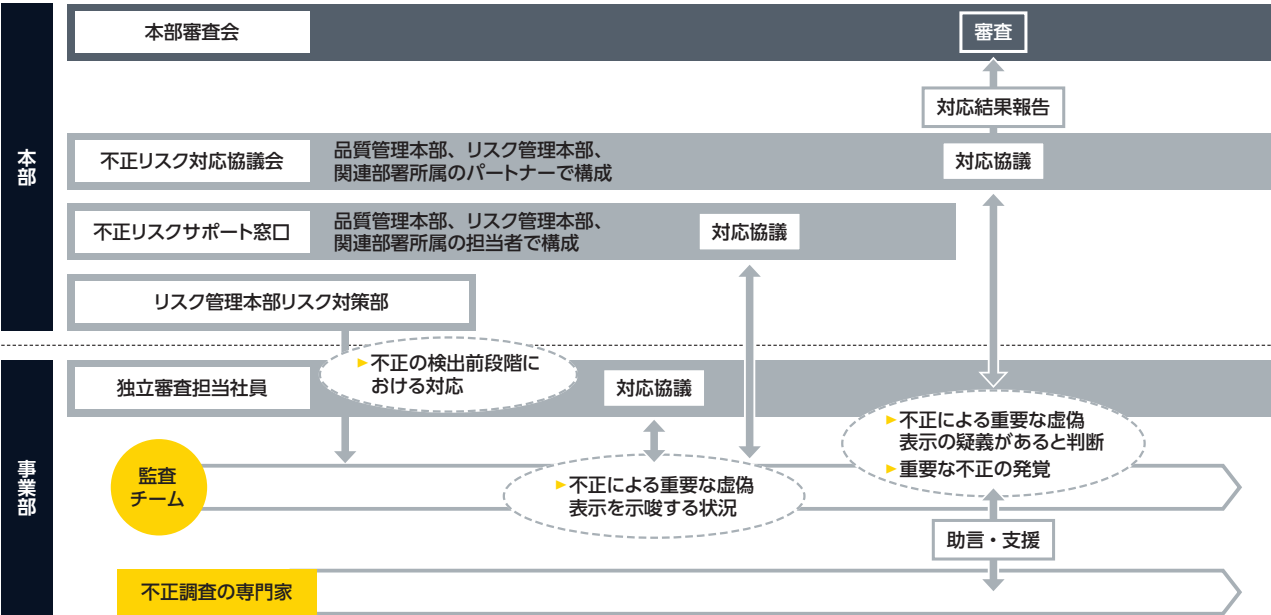 本部
本部審査会
審査
対応結果報告
不正リスク対応協議会
品質管理本部、リスク管理本部、
関連部署所属のパートナーで構成
対応協議
不正リスクサポート窓口
品質管理本部、リスク管理本部、
関連部署所属の担当者で構成
対応協議
リスク管理本部リスク対策部
事業部
独立審査担当社員
►不正の検出前段階に
おける対応
対応協議
►不正による重要な虚偽
表示の疑義があると判断
►重要な不正の発覚
監査
チーム
►不正による重要な虚偽
表示を示唆する状況
助言・支援
不正調査の専門家